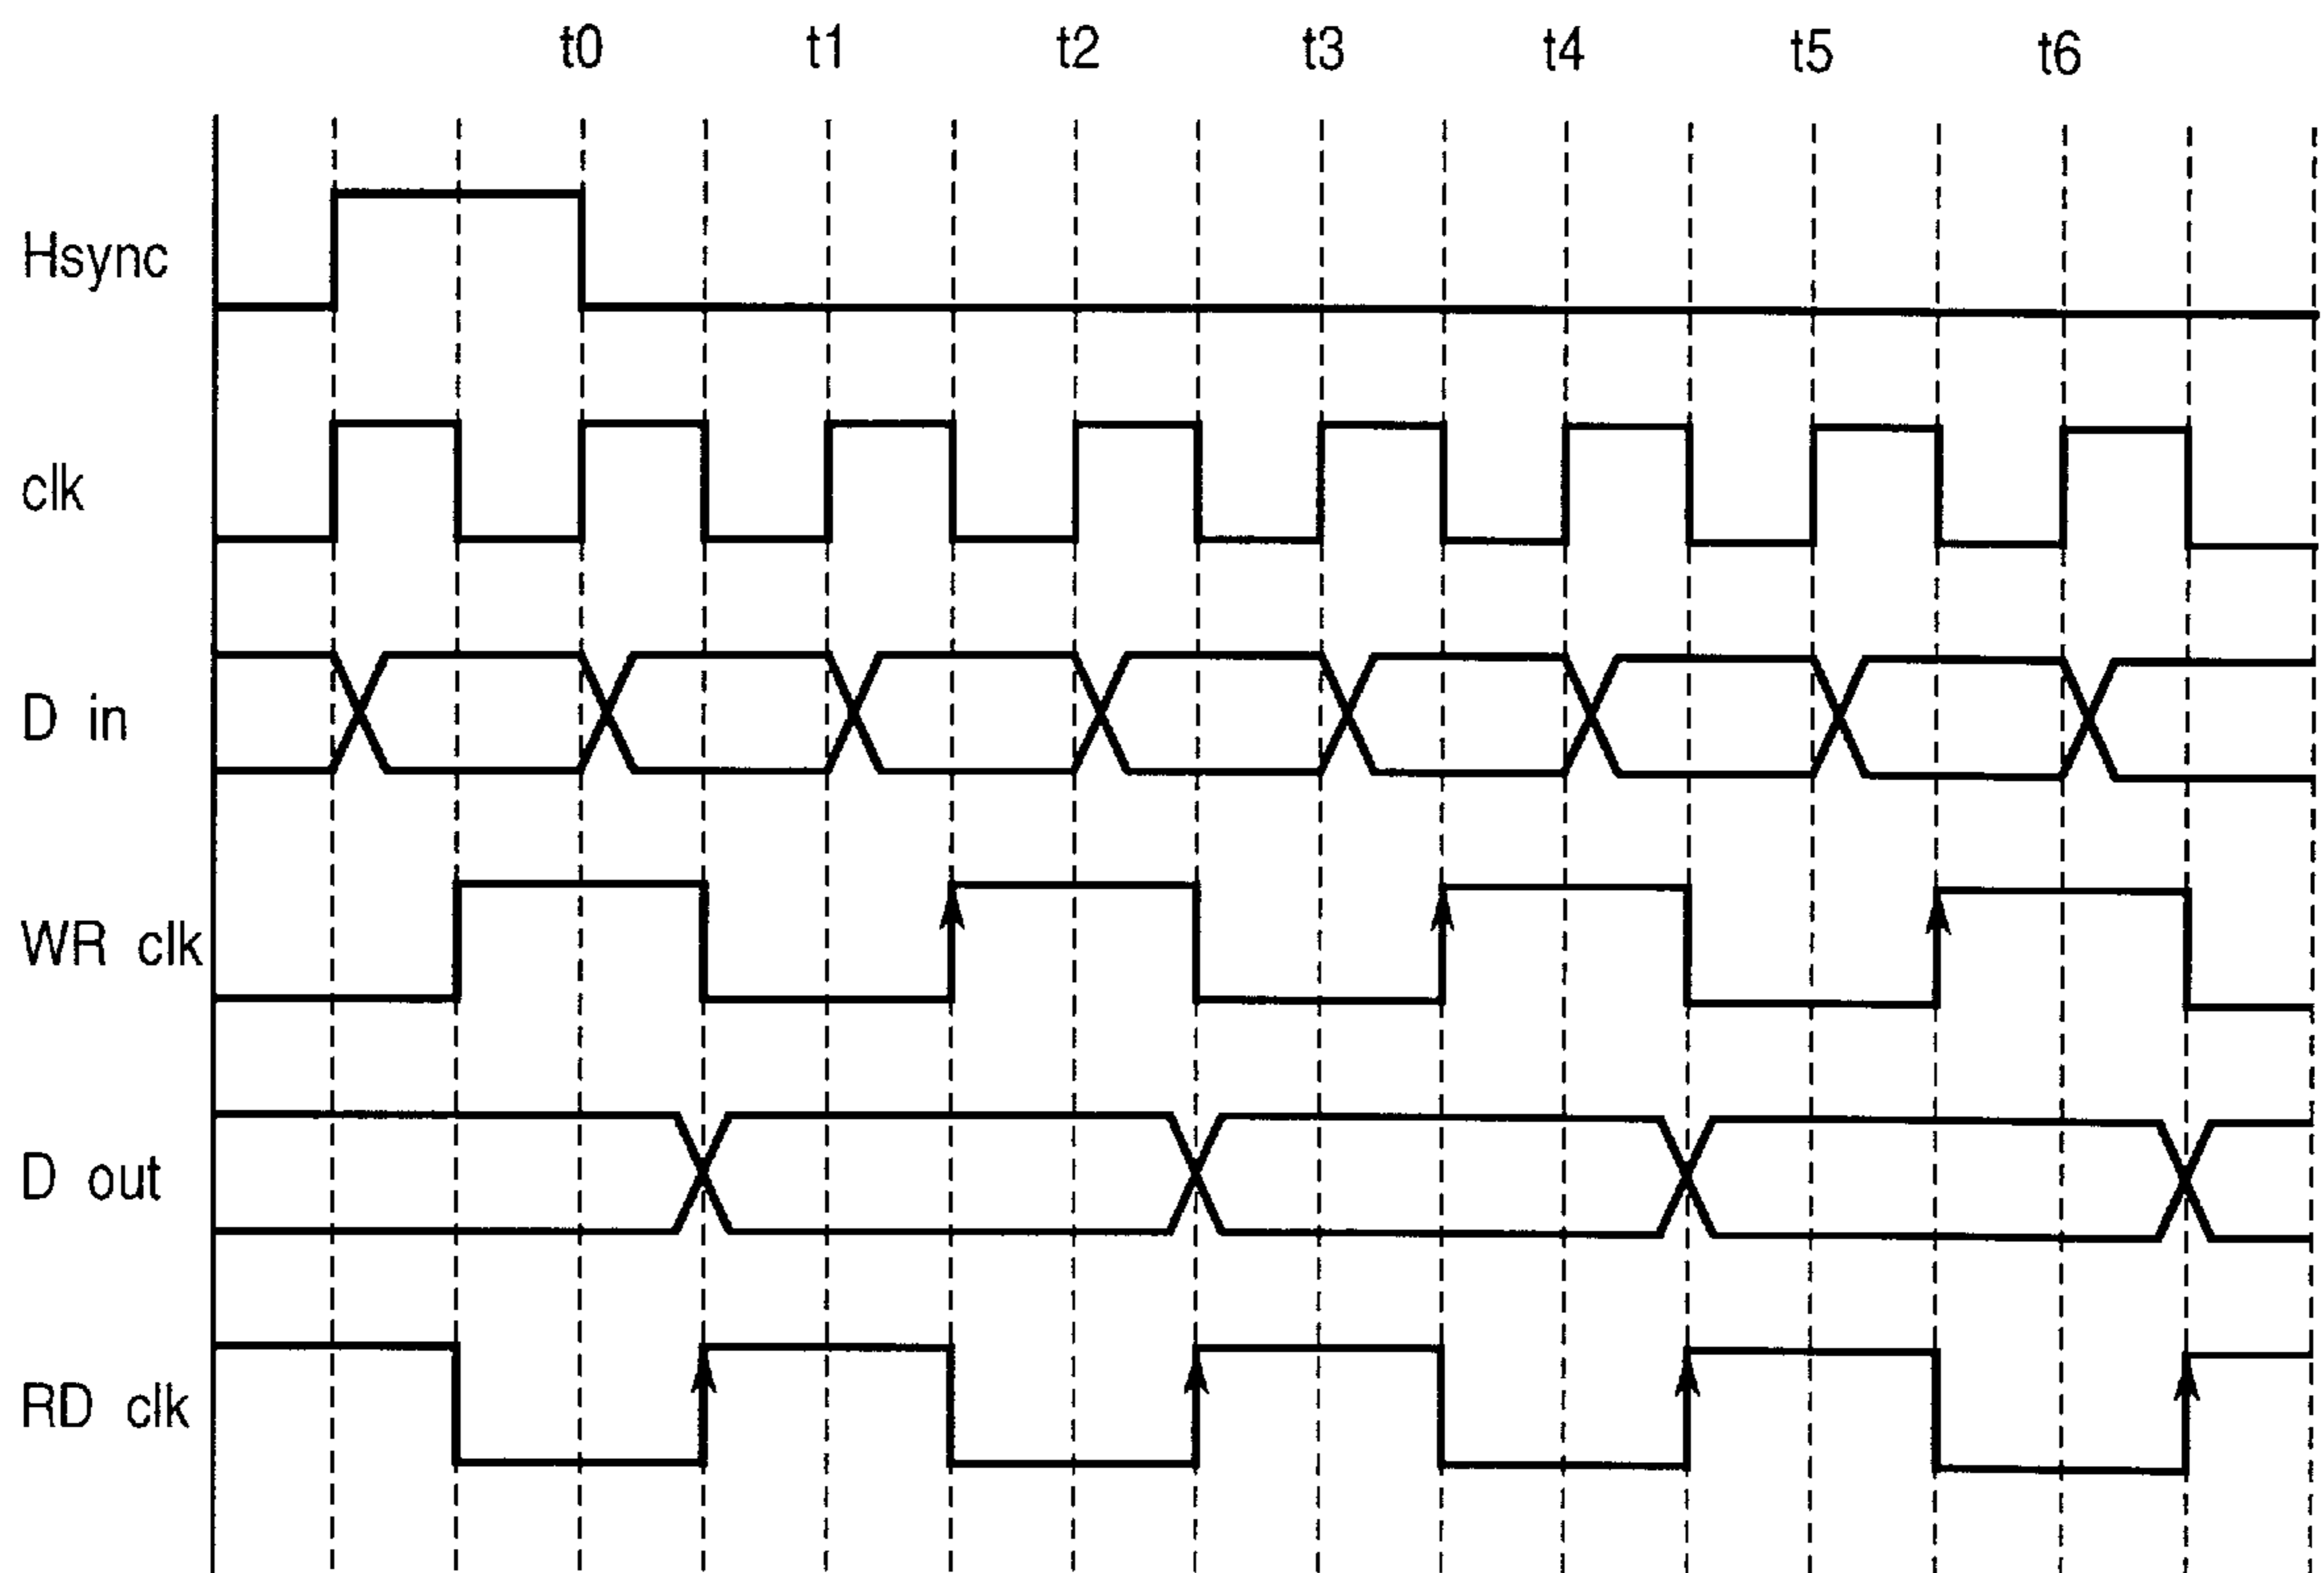 t0 t1 t2 t3 t4 t5 t6
Hsync
clk
D in
WR clk
D out
RD clk